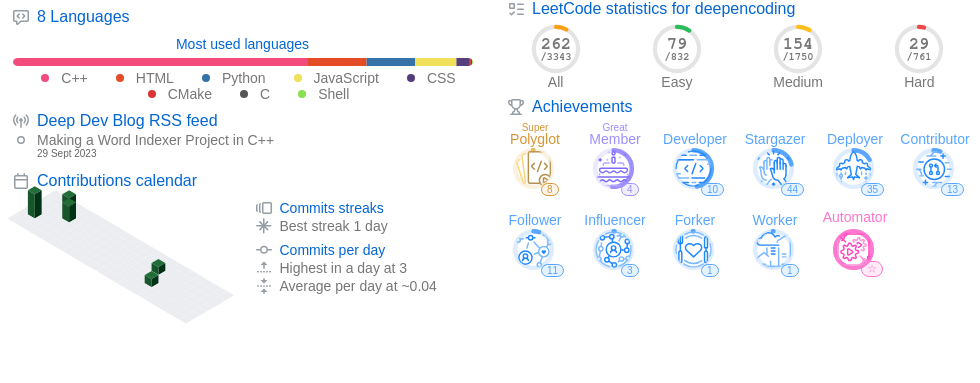 8 Languages
Most used languages
C++ HTML Python JavaScript CSS
CMake C Shell
Deep Dev Blog RSS feed
Making a Word Indexer Project in C++
29 Sept 2023
Contributions calendar
Commits streaks
Best streak 1 day
Commits per day
Highest in a day at 3
Average per day at ~0.04
LeetCode statistics for deepencoding
262 79 154 29
/3343 /832 /1750 /761
All Easy Medium Hard
Achievements
Super Great
Polyglot Member Developer Stargazer Deployer Contributor
8 4 10 44 35 13
Follower Influencer Forker Worker Automator
11 3 1 1 ☆